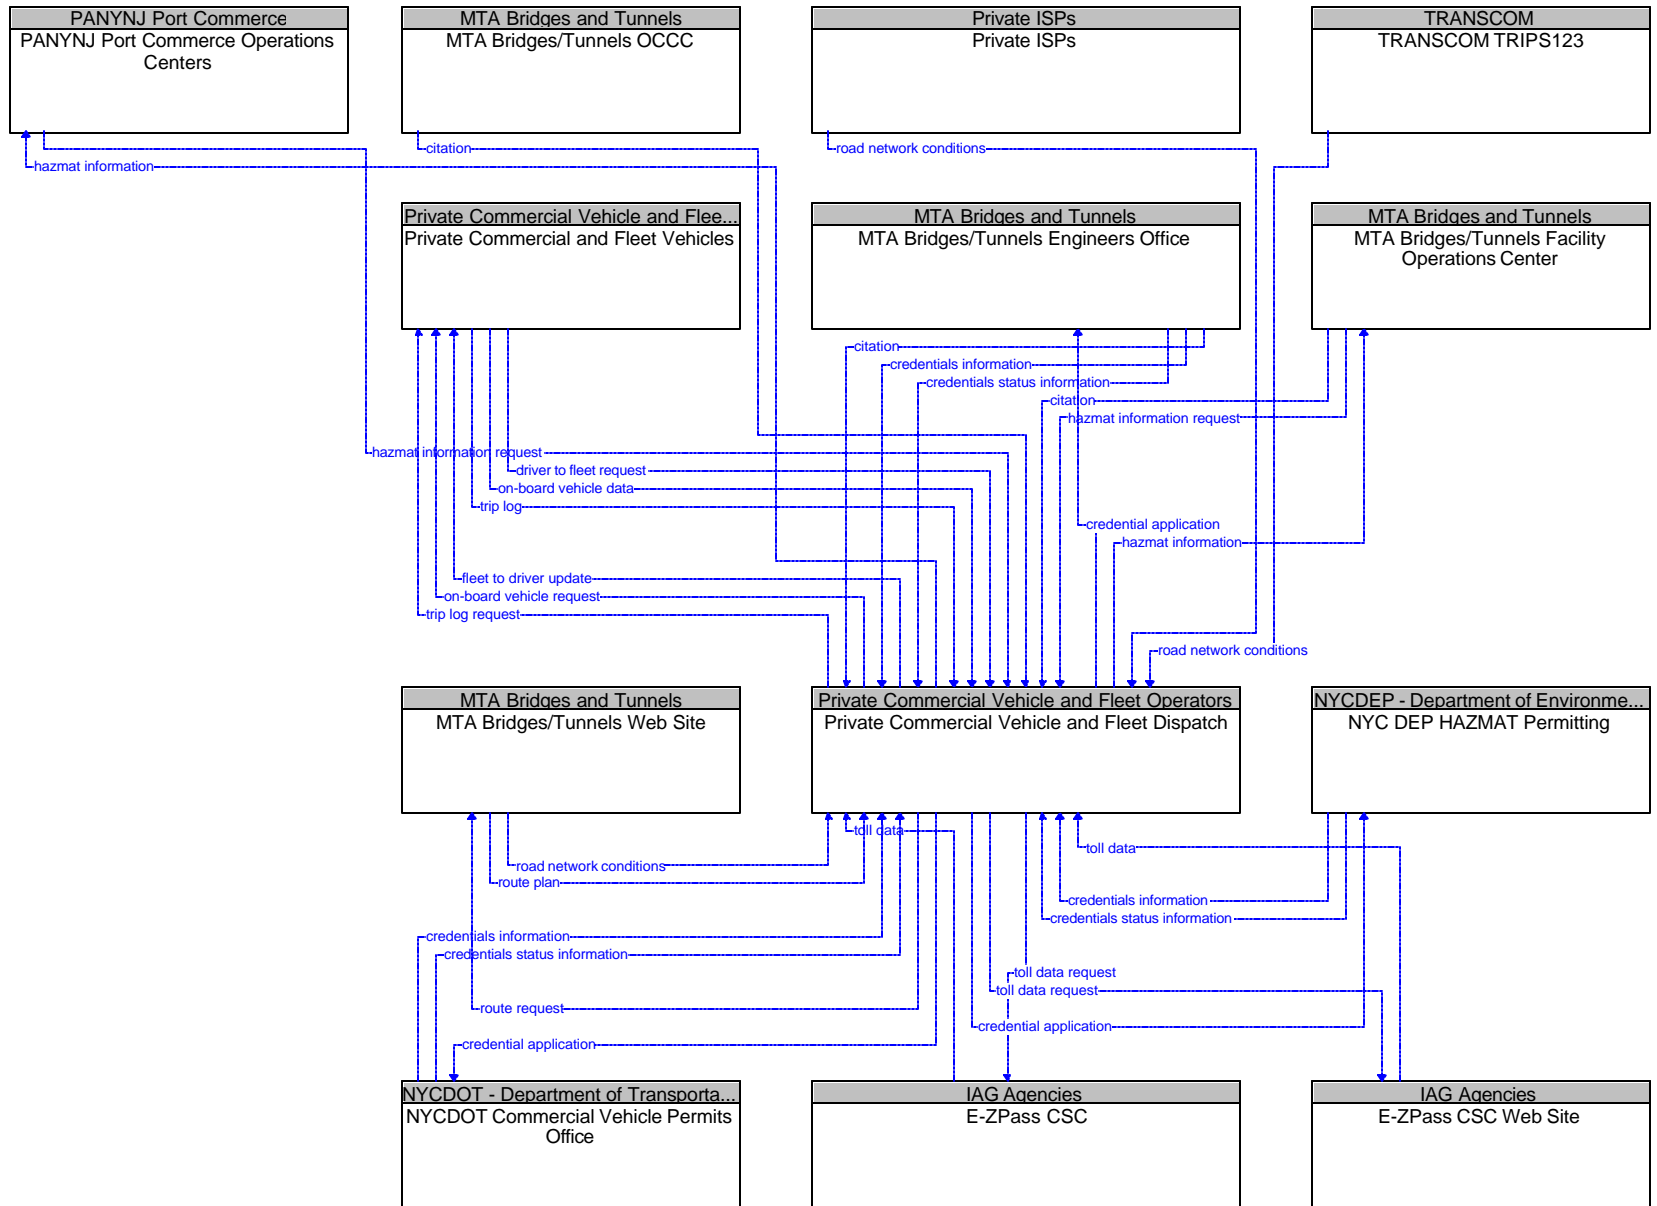 PANYNJ Port Commerce
PANYNJ Port Commerce Operations
Centers
MTA Bridges and Tunnels
MTA Bridges/Tunnels OCCC
Private ISPs
Private ISPs
TRANSCOM
TRANSCOM TRIPS123
citation
road network conditions
hazmat information
Private Commercial Vehicle and Flee...
Private Commercial and Fleet Vehicles
MTA Bridges and Tunnels
MTA Bridges/Tunnels Engineers Office
MTA Bridges and Tunnels
MTA Bridges/Tunnels Facility
Operations Center
citation
credentials information
credentials status information
citation
hazmat information request
hazmat information request
driver to fleet request
on-board vehicle data
trip log
credential application
hazmat information
fleet to driver update
on-board vehicle request
trip log request
road network conditions
MTA Bridges and Tunnels
MTA Bridges/Tunnels Web Site
Private Commercial Vehicle and Fleet Operators
Private Commercial Vehicle and Fleet Dispatch
NYCDEP - Department of Environme...
NYC DEP HAZMAT Permitting
toll data
toll data
road network conditions
route plan
credentials information
credentials status information
credentials information
credentials status information
toll data request
toll data request
route request
credential application
credential application
NYCDOT - Department of Transporta...
NYCDOT Commercial Vehicle Permits
Office
IAG Agencies
E-ZPass CSC
IAG Agencies
E-ZPass CSC Web Site